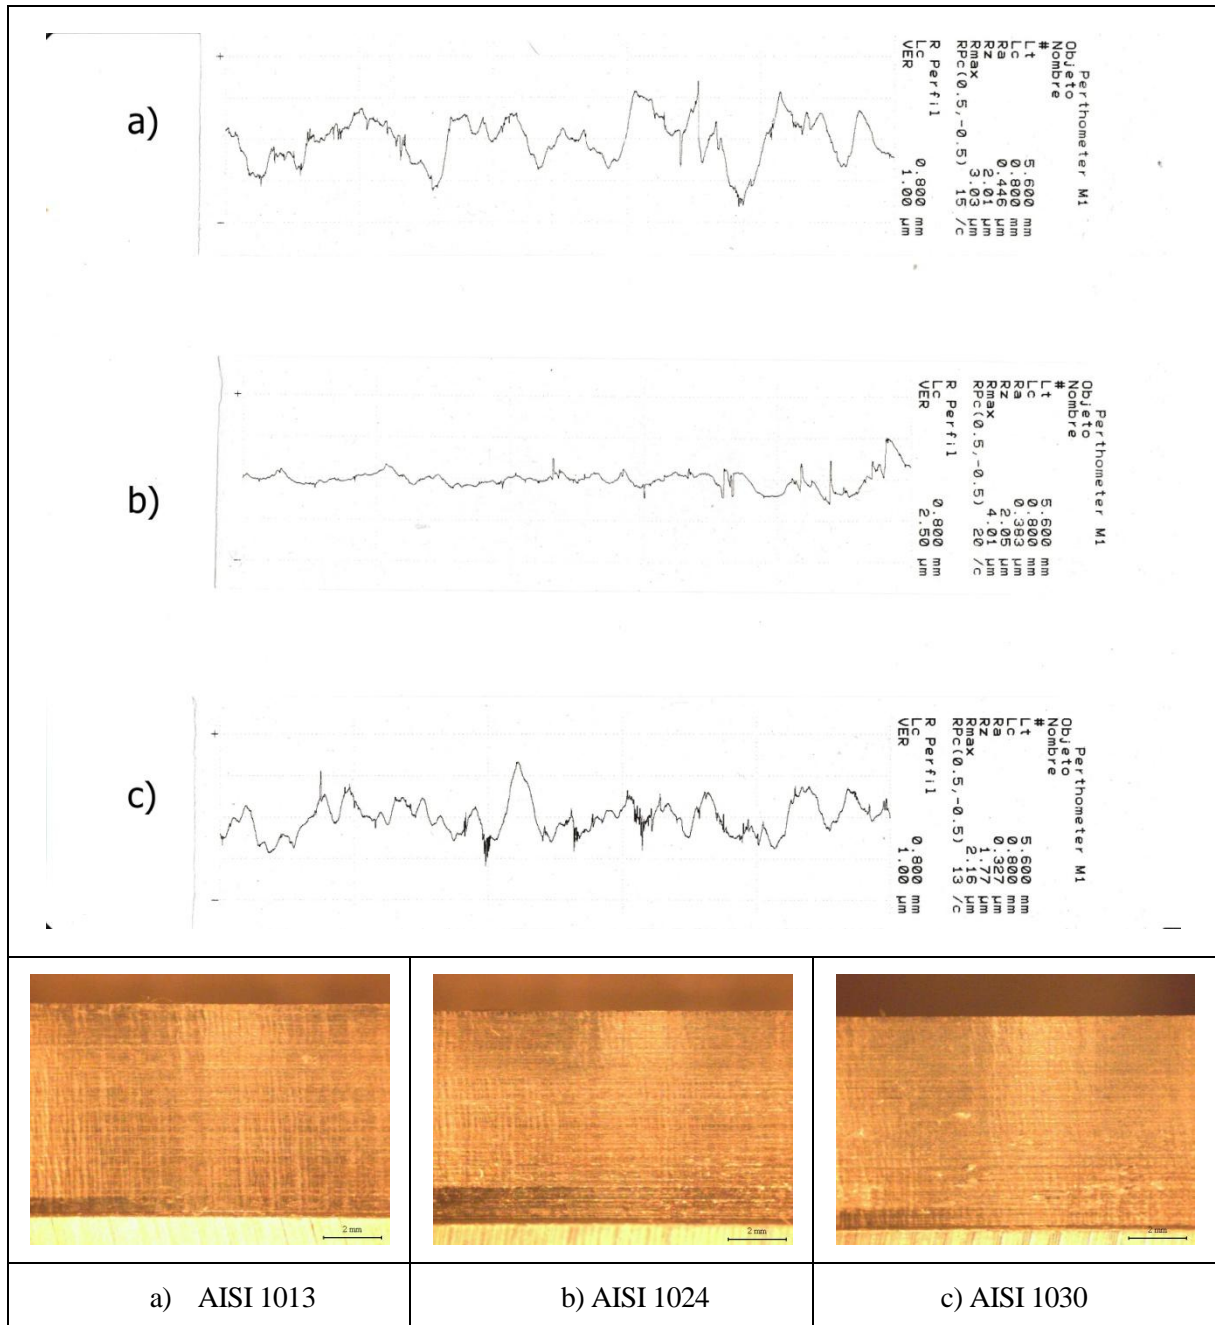 a)
+
-
Perthometer M1
Objeto
Nombre
#
Lt 5.600 mm
Lc 0.800 mm
Ra 0.446 µm
Rz 2.01 µm
Rmax 3.03 µm
RPc(0.5,-0.5) 15 /c
R Perfil
Lc 0.800 mm
VER 1.00 µm
b)
+
-
Perthometer M1
Objeto
Nombre
#
Lt 5.600 mm
Lc 0.800 mm
Ra 0.383 µm
Rz 2.05 µm
Rmax 4.01 µm
RPc(0.5,-0.5) 20 /c
R Perfil
Lc 0.800 mm
VER 2.50 µm
c)
+
-
Perthometer M1
Objeto
Nombre
#
Lt 5.600 mm
Lc 0.800 mm
Ra 0.327 µm
Rz 1.77 µm
Rmax 2.16 µm
RPc(0.5,-0.5) 13 /c
R Perfil
Lc 0.800 mm
VER 1.00 µm
2 mm
2 mm
2 mm
a) AISI 1013
b) AISI 1024
c) AISI 1030